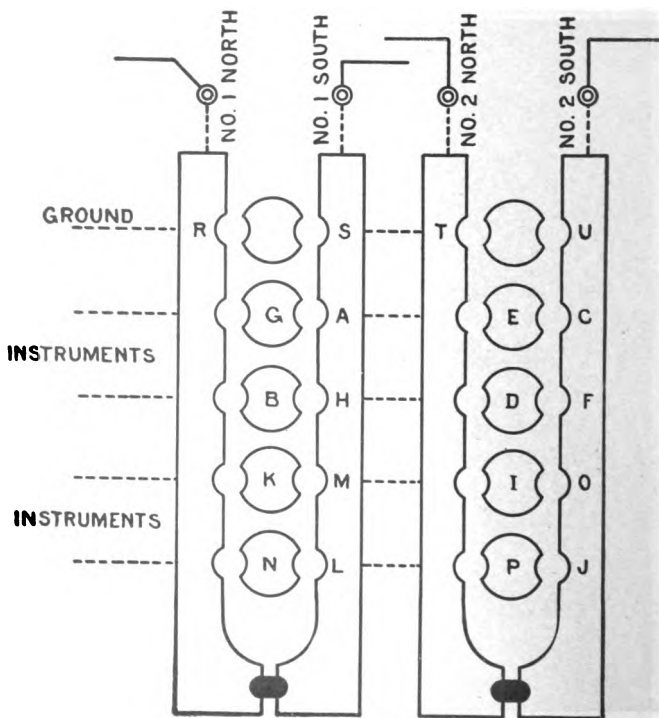 NO. 1 NORTH
NO. 1 SOUTH
NO. 2 NORTH
NO. 2 SOUTH
GROUND R S T U
G A E C
INSTRUMENTS
B H D F
K M I O
INSTRUMENTS
N L P J